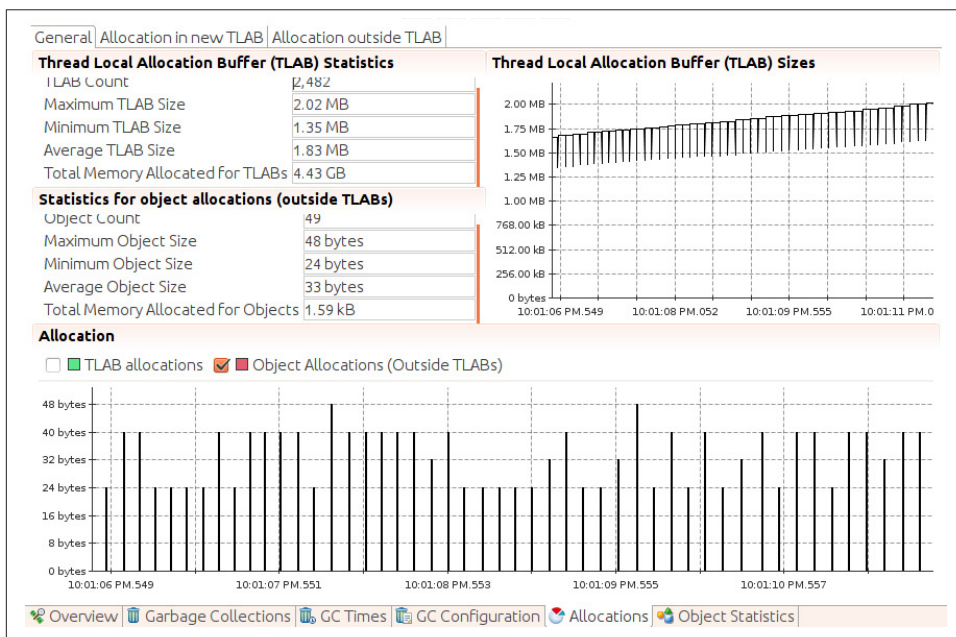 General Allocation in new TLAB Allocation outside TLAB
Thread Local Allocation Buffer (TLAB) Statistics
TLAB Count 2,482
Maximum TLAB Size 2.02 MB
Minimum TLAB Size 1.35 MB
Average TLAB Size 1.83 MB
Total Memory Allocated for TLABs 4.43 GB
Statistics for object allocations (outside TLABs)
Object Count 49
Maximum Object Size 48 bytes
Minimum Object Size 24 bytes
Average Object Size 33 bytes
Total Memory Allocated for Objects 1.59 kB
Thread Local Allocation Buffer (TLAB) Sizes
2.00 MB
1.75 MB
1.50 MB
1.25 MB
1.00 MB
768.00 kB
512.00 kB
256.00 kB
0 bytes
10:01:06 PM.549 10:01:08 PM.052 10:01:09 PM.555 10:01:11 PM.0
Allocation
TLAB allocations Object Allocations (Outside TLABs)
48 bytes
40 bytes
32 bytes
24 bytes
16 bytes
8 bytes
0 bytes
10:01:06 PM.549 10:01:07 PM.551 10:01:08 PM.553 10:01:09 PM.555 10:01:10 PM.557
Overview Garbage Collections GC Times GC Configuration Allocations Object Statistics